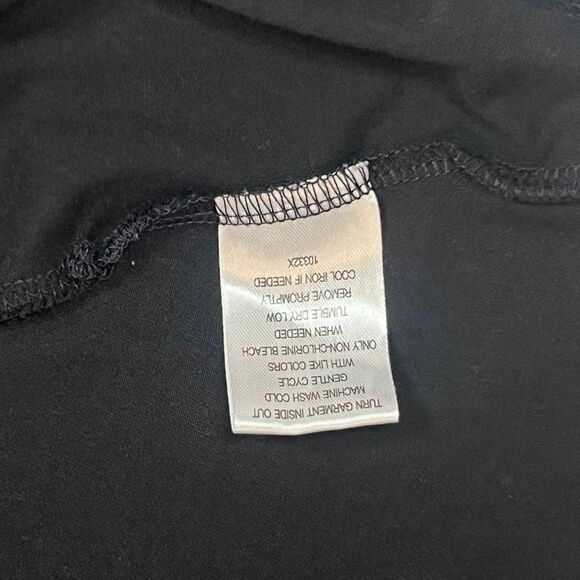 TURN GARMENT INSIDE OUT
MACHINE WASH COLD
GENTLE CYCLE
WITH LIKE COLORS
ONLY NON-CHLORINE BLEACH
WHEN NEEDED
TUMBLE DRY LOW
REMOVE PROMPTLY
COOL IRON IF NEEDED
10332X